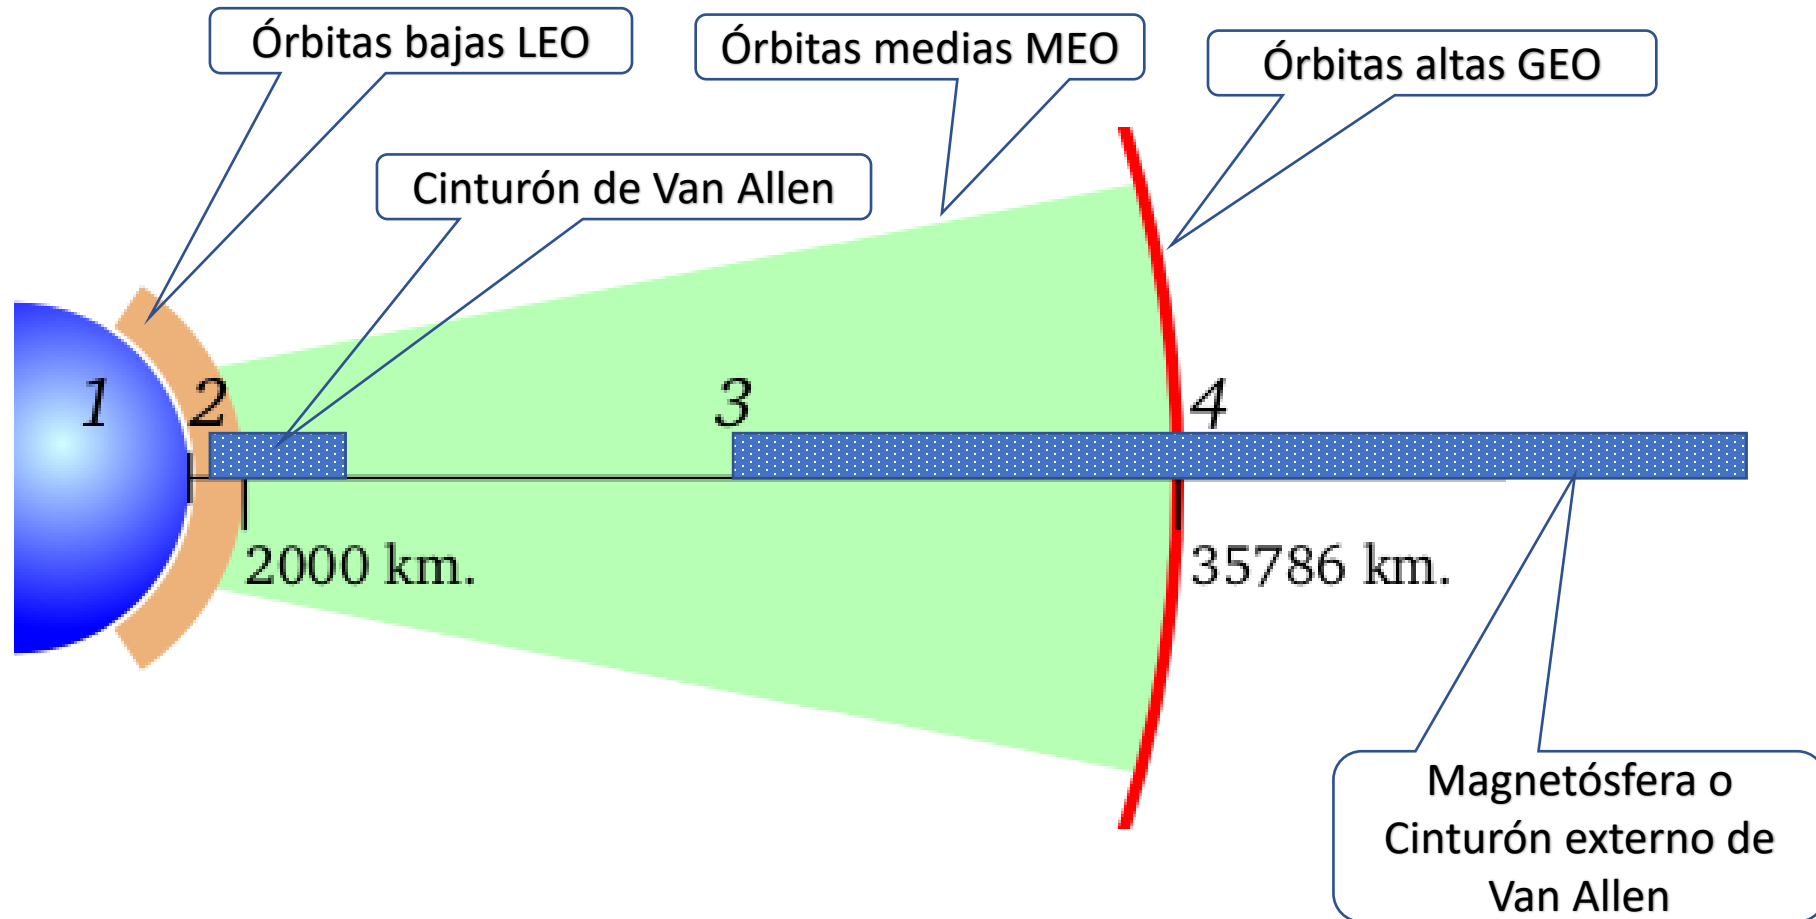 Órbitas bajas LEO
Órbitas medias MEO
Órbitas altas GEO
Cinturón de Van Allen
1
2
3
4
2000 km.
35786 km.
Magnetósfera o
Cinturón externo de
Van Allen